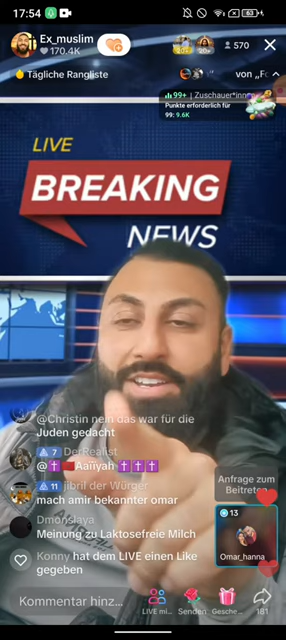 17:54
63
Ex_muslim
170.4K
20+
20+
570
Tägliche Rangliste
von „F
99+ | Zuschauer*innen
Punkte erforderlich für
99: 9.6K
LIVE
BREAKING
NEWS
@Christin nein das war für die
Juden gedacht
7 DerRealist
@✝️Aaliyah ✝️✝️✝️
11 jibril der Würger
mach amir bekannter omar
Dmonslaya
Meinung zu Laktosefreie Milch
Konny hat dem LIVE einen Like
gegeben
Anfrage zum
Beitreten
13
Omar_hanna
Kommentar hinz...
LIVE mi...
Senden
Gesche...
181